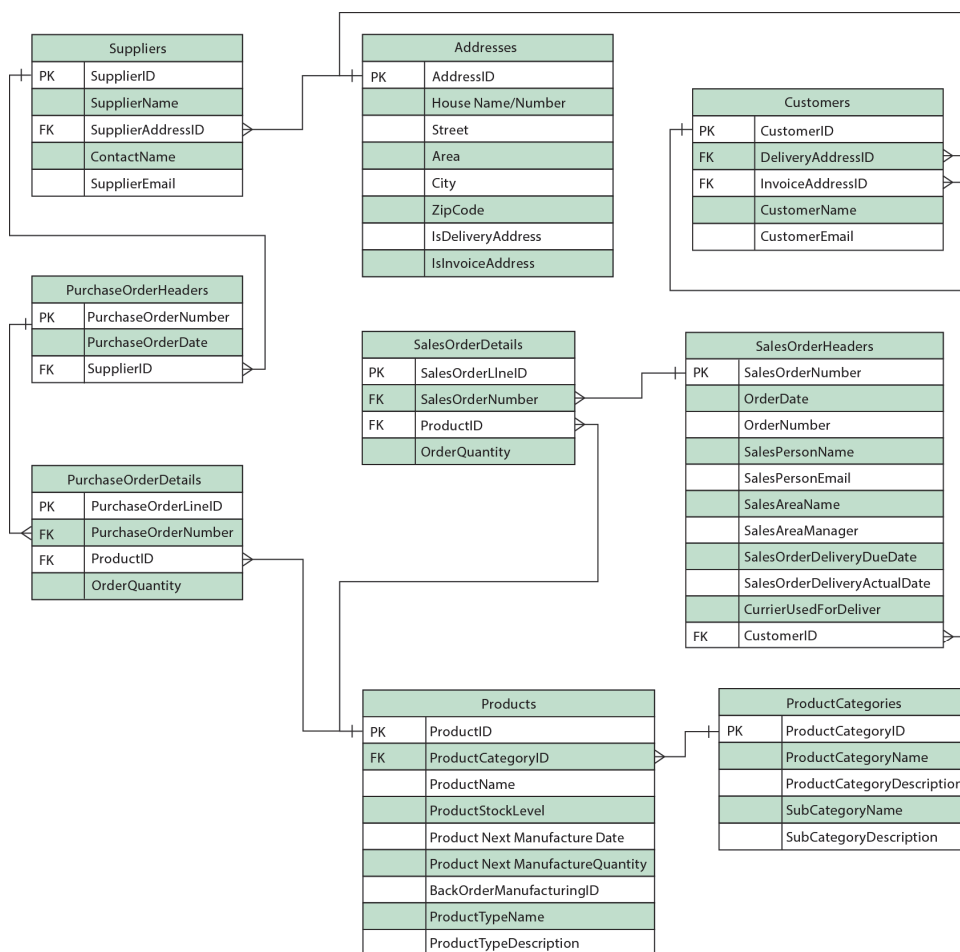 Suppliers
PK SupplierID
SupplierName
FK SupplierAddressID
ContactName
SupplierEmail
Addresses
PK AddressID
House Name/Number
Street
Area
City
ZipCode
IsDeliveryAddress
IsInvoiceAddress
Customers
PK CustomerID
FK DeliveryAddressID
FK InvoiceAddressID
CustomerName
CustomerEmail
PurchaseOrderHeaders
PK PurchaseOrderNumber
PurchaseOrderDate
FK SupplierID
SalesOrderDetails
PK SalesOrderLIneID
FK SalesOrderNumber
FK ProductID
OrderQuantity
SalesOrderHeaders
PK SalesOrderNumber
OrderDate
OrderNumber
SalesPersonName
SalesPersonEmail
SalesAreaName
SalesAreaManager
SalesOrderDeliveryDueDate
SalesOrderDeliveryActualDate
CurrierUsedForDeliver
FK CustomerID
PurchaseOrderDetails
PK PurchaseOrderLineID
FK PurchaseOrderNumber
FK ProductID
OrderQuantity
Products
PK ProductID
FK ProductCategoryID
ProductName
ProductStockLevel
Product Next Manufacture Date
Product Next ManufactureQuantity
BackOrderManufacturingID
ProductTypeName
ProductTypeDescription
ProductCategories
PK ProductCategoryID
ProductCategoryName
ProductCategoryDescription
SubCategoryName
SubCategoryDescription